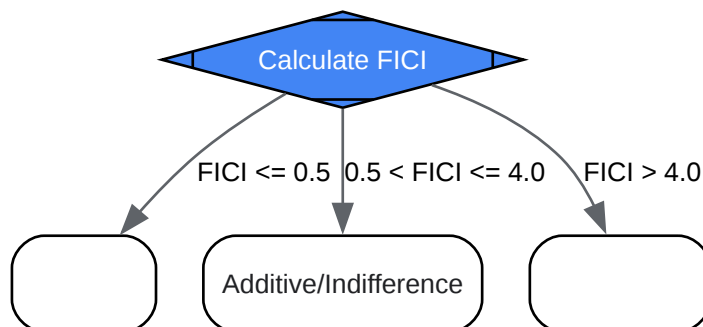 Calculate FICI
FICI <= 0.5
0.5 < FICI <= 4.0
FICI > 4.0
Additive/Indifference